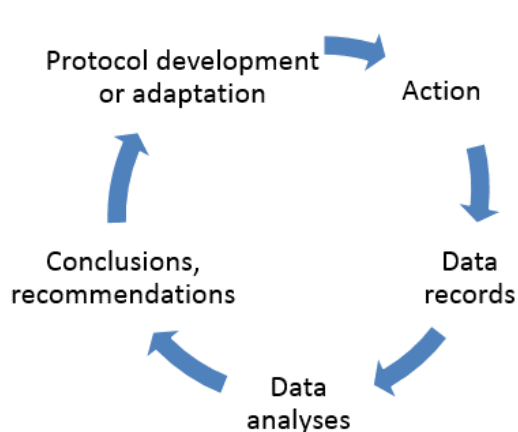 Protocol development
or adaptation
Action
Data
records
Data
analyses
Conclusions,
recommendations